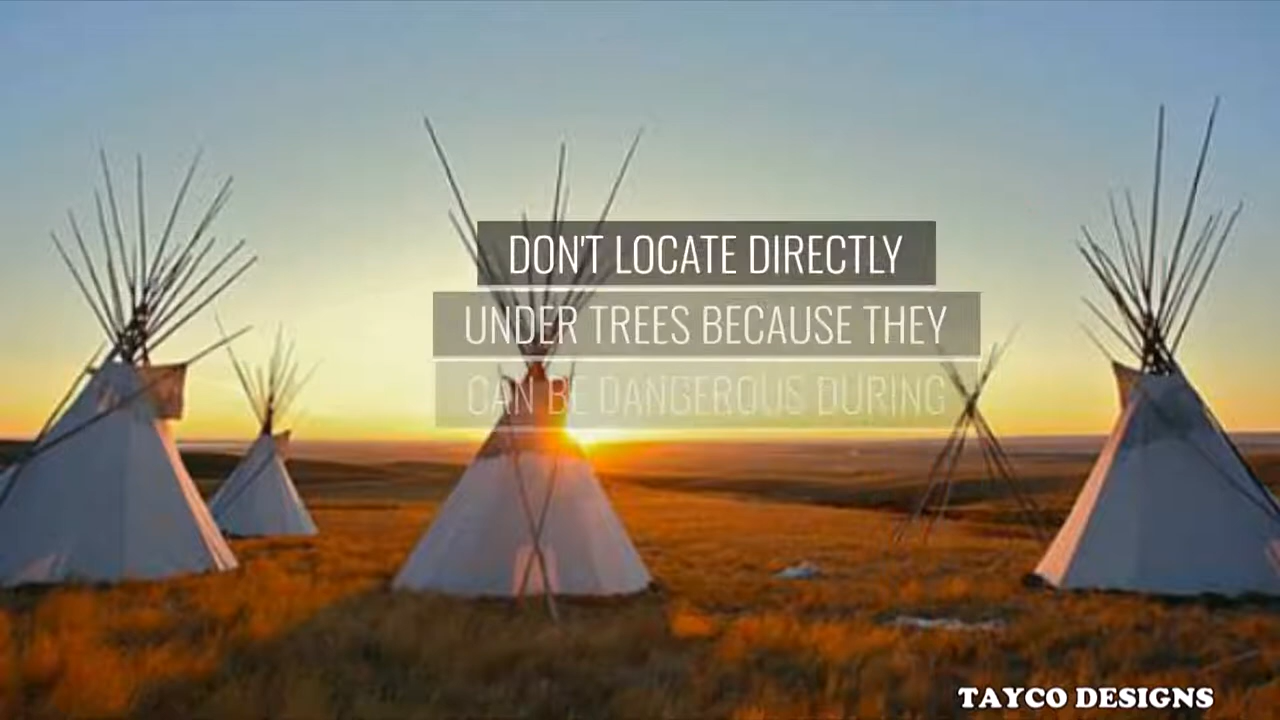 DON'T LOCATE DIRECTLY
UNDER TREES BECAUSE THEY
CAN BE DANGEROUS DURING
TAYCO DESIGNS